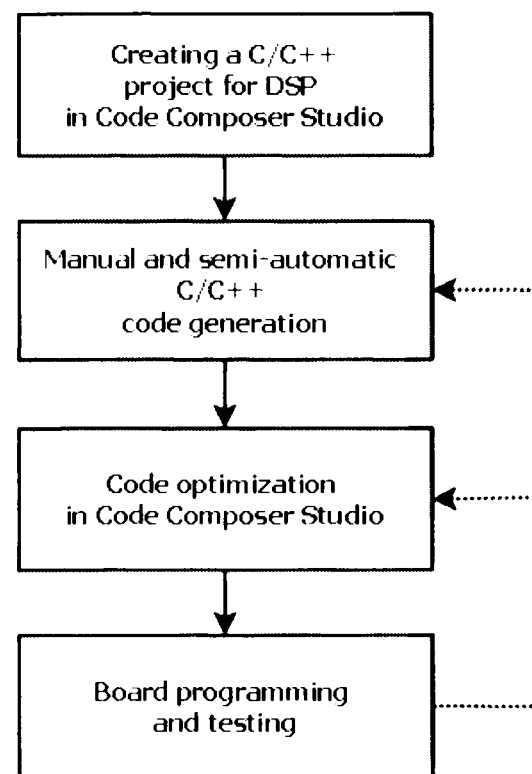 Creating a C/C++
project for DSP
in Code Composer Studio
Manual and semi-automatic
C/C++
code generation
Code optimization
in Code Composer Studio
Board programming
and testing